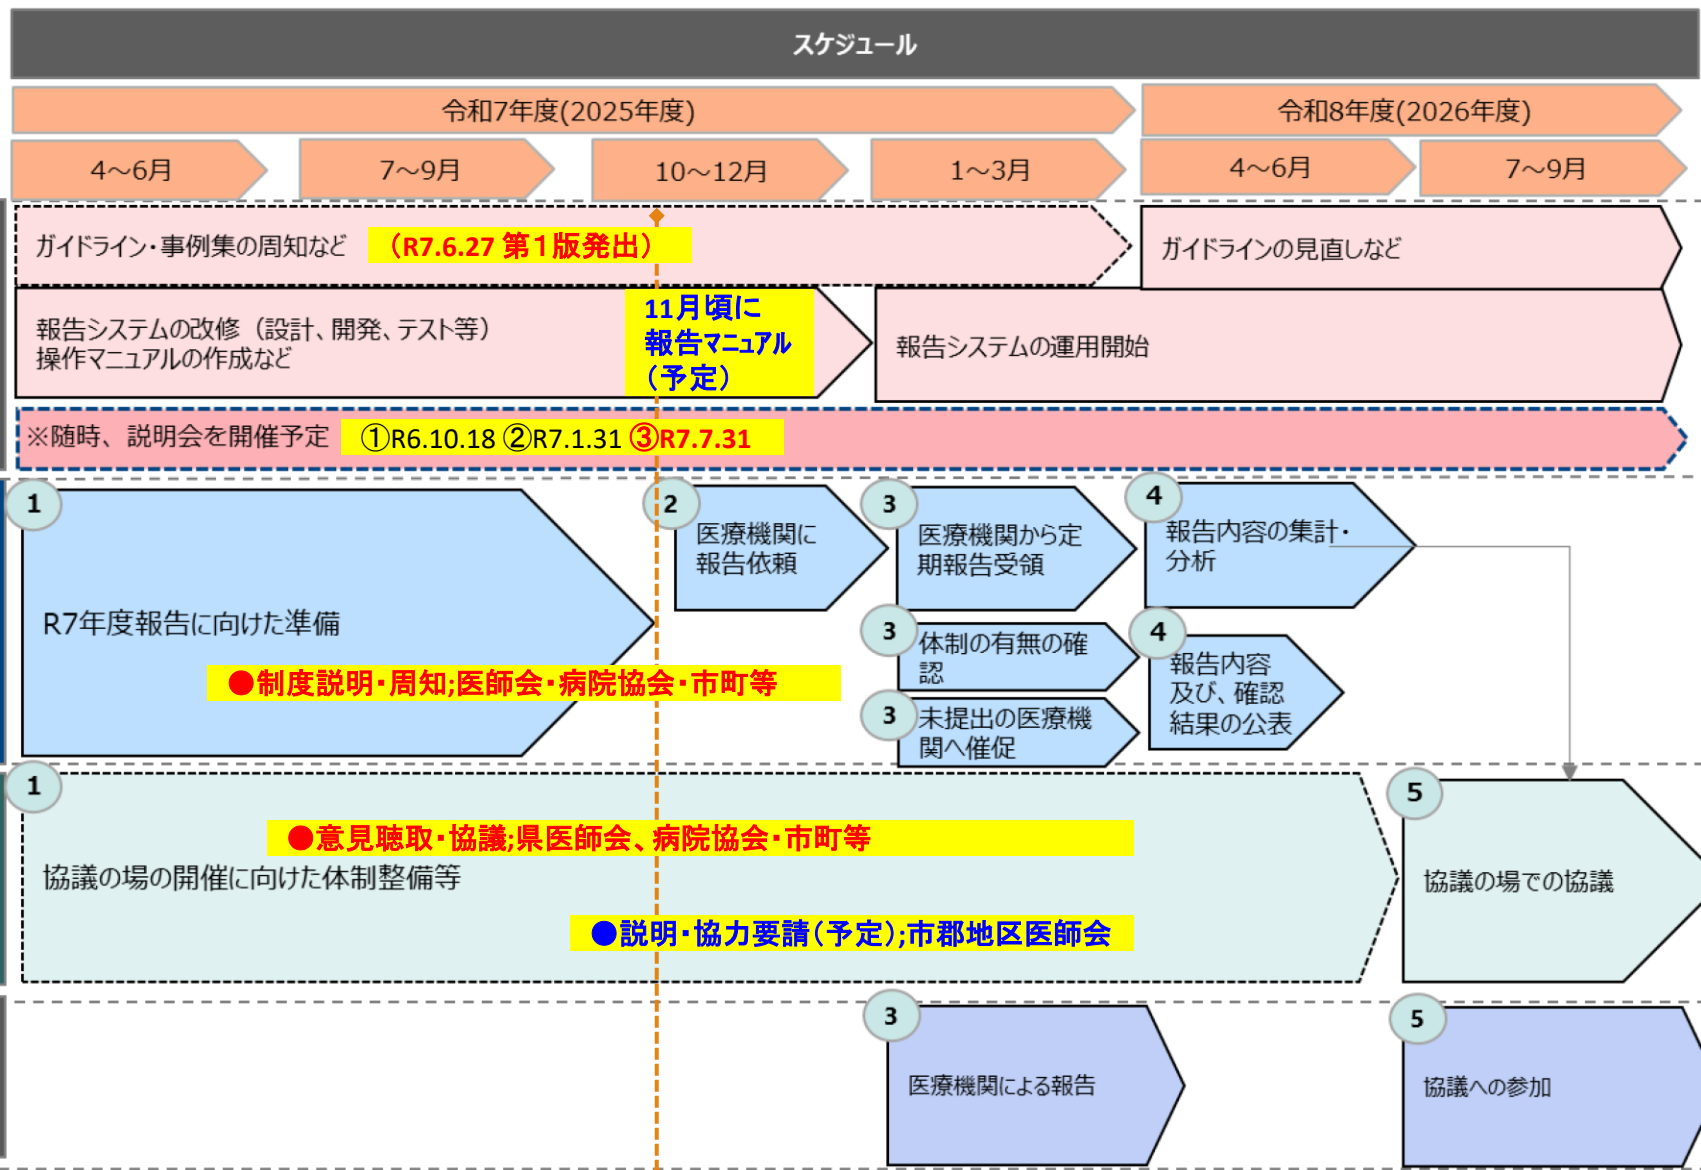 スケジュール
令和7年度(2025年度)
令和8年度(2026年度)
4～6月
7～9月
10～12月
1～3月
4～6月
7～9月
ガイドライン・事例集の周知など
（R7.6.27 第１版発出）
ガイドラインの見直しなど
報告システムの改修（設計、開発、テスト等）
操作マニュアルの作成など
11月頃に
報告マニュアル
（予定）
報告システムの運用開始
※随時、説明会を開催予定
①R6.10.18 ②R7.1.31 ③R7.7.31
1
R7年度報告に向けた準備
●制度説明・周知;医師会・病院協会・市町等
2
医療機関に
報告依頼
3
医療機関から定
期報告受領
3
体制の有無の確
認
3
未提出の医療機
関へ催促
4
報告内容の集計・
分析
4
報告内容
及び、確認
結果の公表
1
●意見聴取・協議;県医師会、病院協会・市町等
協議の場の開催に向けた体制整備等
●説明・協力要請（予定）;市郡地区医師会
5
協議の場での協議
3
医療機関による報告
5
協議への参加